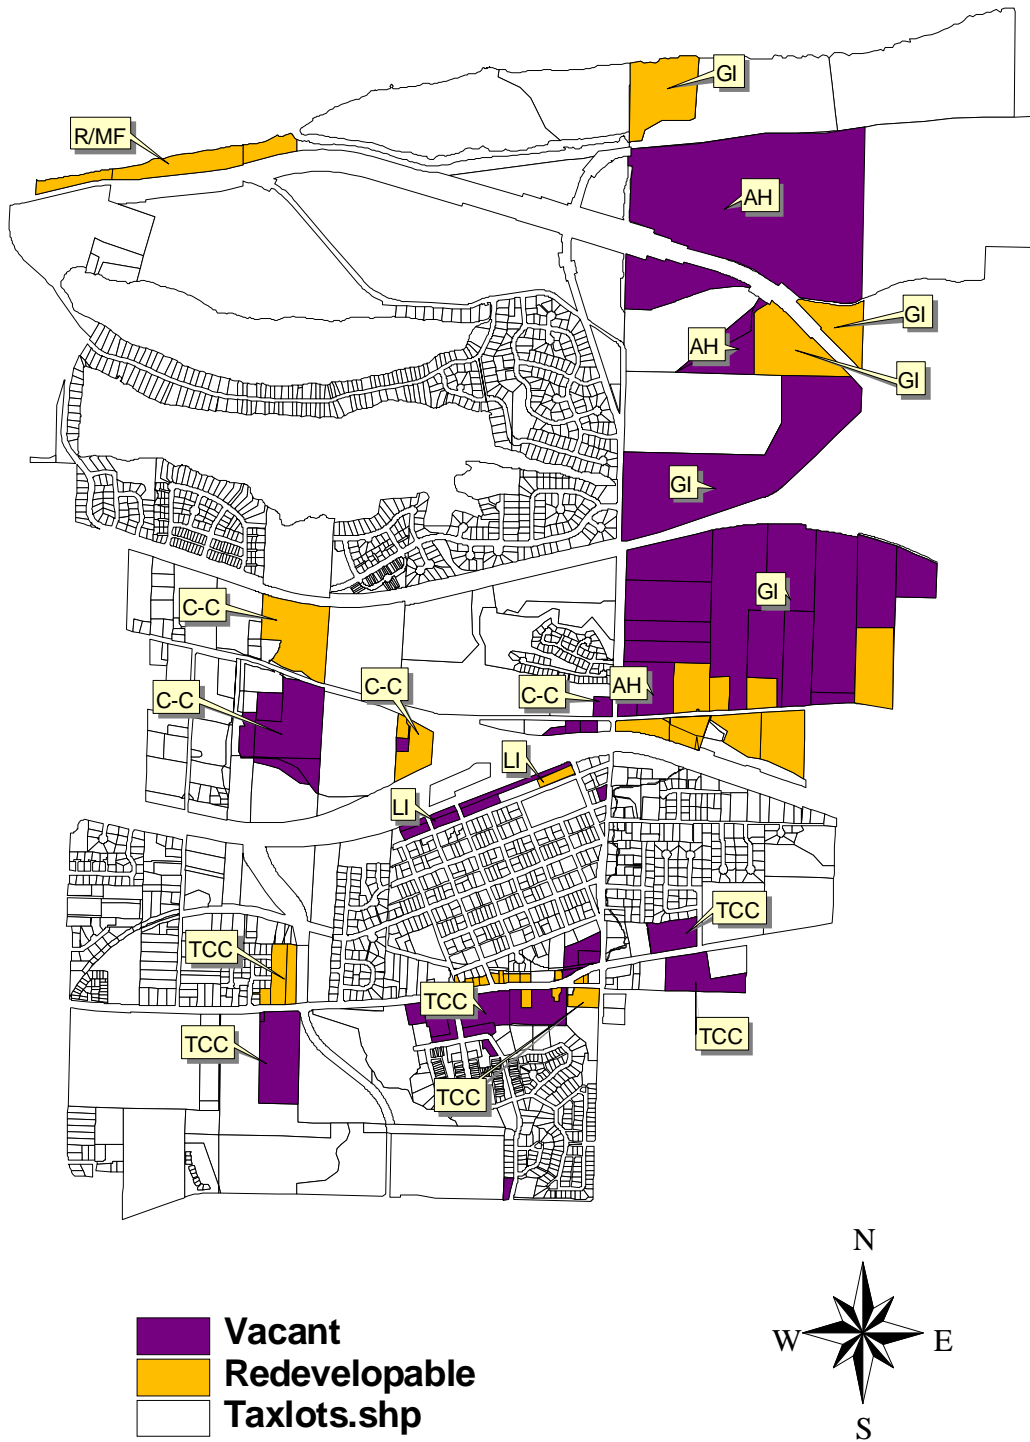 GI
R/MF
AH
GI
AH
GI
GI
GI
C-C
C-C
C-C
C-C
AH
LI
LI
TCC
TCC
TCC
TCC
TCC
TCC
N
W
E
S
Vacant
Redevelopable
Taxlots.shp